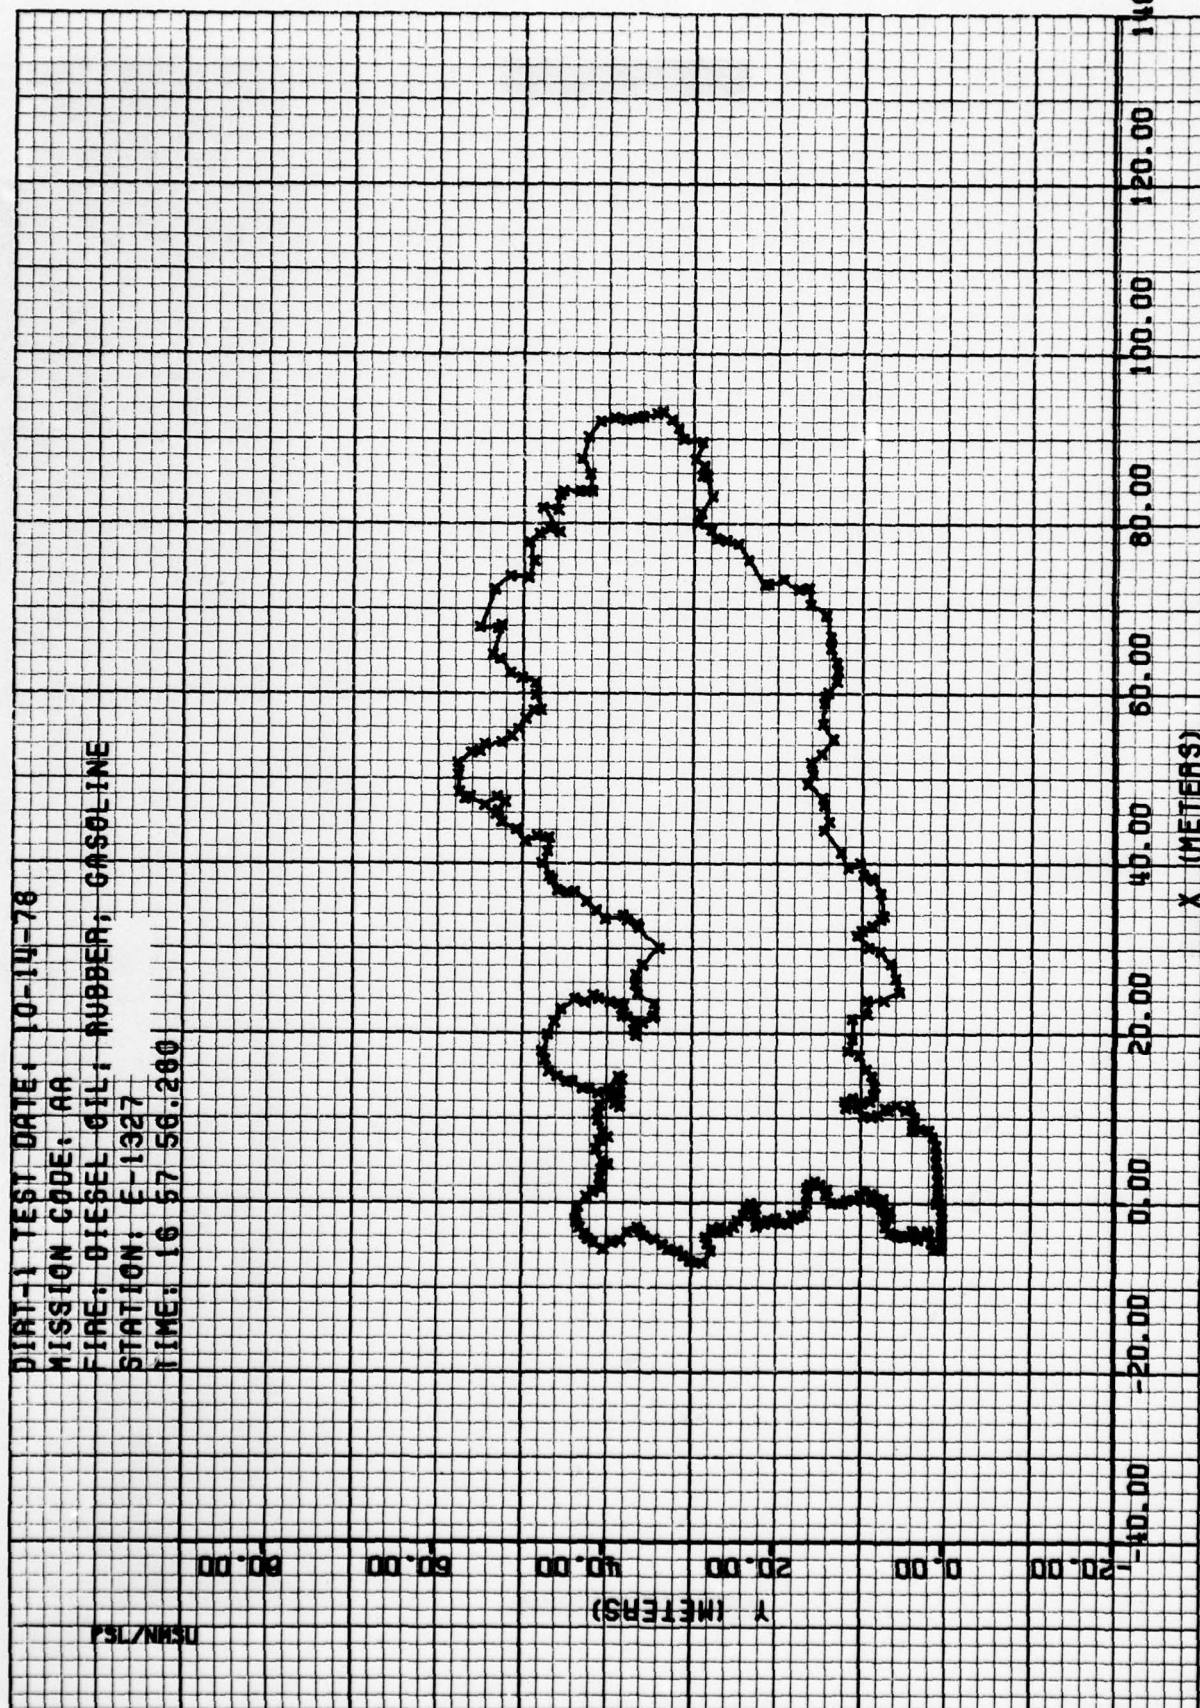 DIRT-1 TEST DATE: 10-14-78
MISSION CODE: AA
FIRE: DIESEL OIL; RUBBER; GASOLINE
STATION: E-1327
TIME: 16 57 56.280
PSL/NMSU
Y (METERS)
80.00
60.00
40.00
20.00
0.00
-20.00
-40.00
-20.00
0.00
20.00
40.00
60.00
80.00
100.00
120.00
X (METERS)